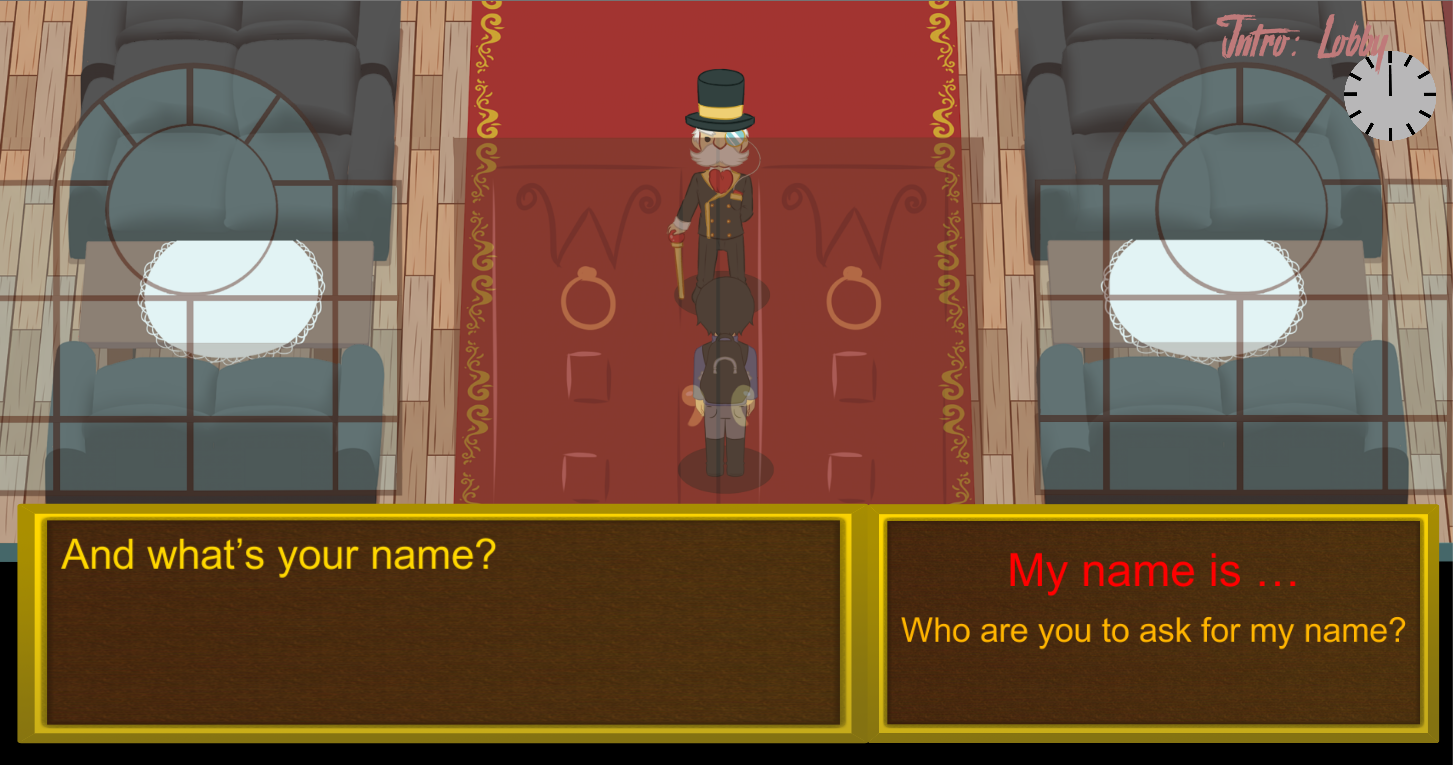 Intro: Lobby
W W
And what’s your name?
My name is …
Who are you to ask for my name?